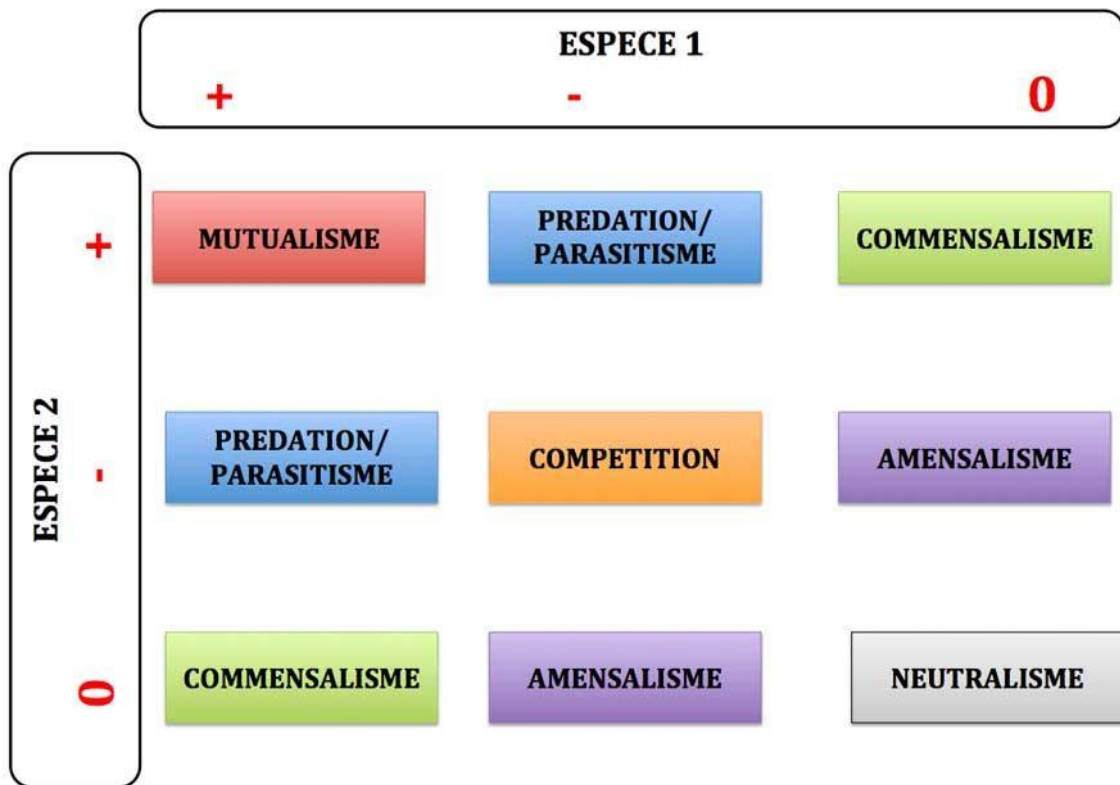 ESPECE 1
+ - 0
ESPECE 2
+
-
0
MUTUALISME
PREDATION/
PARASITISME
COMMENSALISME
PREDATION/
PARASITISME
COMPETITION
AMENSALISME
COMMENSALISME
AMENSALISME
NEUTRALISME